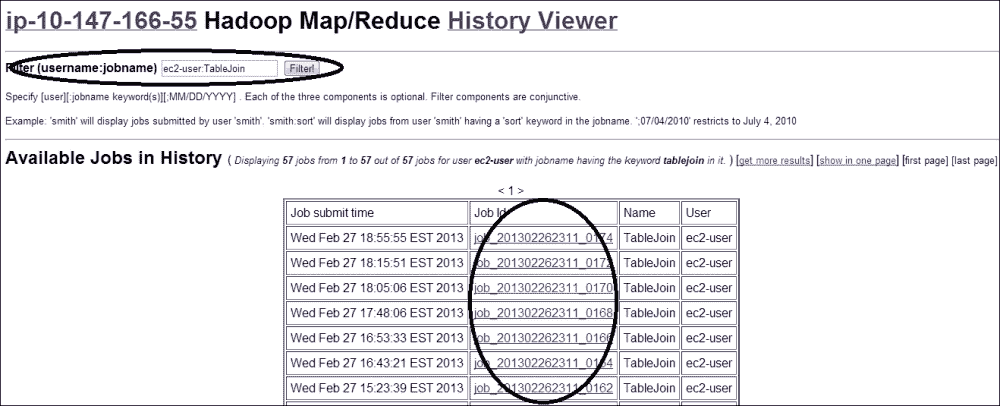 ip-10-147-166-55 Hadoop Map/Reduce History Viewer
Filter (username:jobname) ec2-user:TableJoin Filter!
Specify [user][:jobname keyword(s)][;MM/DD/YYYY] . Each of the three components is optional. Filter components are conjunctive.
Example: 'smith' will display jobs submitted by user 'smith'. 'smith:sort' will display jobs from user 'smith' having a 'sort' keyword in the jobname. ';07/04/2010' restricts to July 4, 2010
Available Jobs in History ( Displaying 57 jobs from 1 to 57 out of 57 jobs for user ec2-user with jobname having the keyword tablejoin in it. ) [get more results] [show in one page] [first page] [last page]
< 1 >
Job submit time Job Id Name User
Wed Feb 27 18:55:55 EST 2013 job_201302262311_0174 TableJoin ec2-user
Wed Feb 27 18:15:51 EST 2013 job_201302262311_0172 TableJoin ec2-user
Wed Feb 27 18:05:06 EST 2013 job_201302262311_0170 TableJoin ec2-user
Wed Feb 27 17:48:06 EST 2013 job_201302262311_0168 TableJoin ec2-user
Wed Feb 27 16:53:33 EST 2013 job_201302262311_0166 TableJoin ec2-user
Wed Feb 27 16:43:21 EST 2013 job_201302262311_0164 TableJoin ec2-user
Wed Feb 27 15:23:39 EST 2013 job_201302262311_0162 TableJoin ec2-user